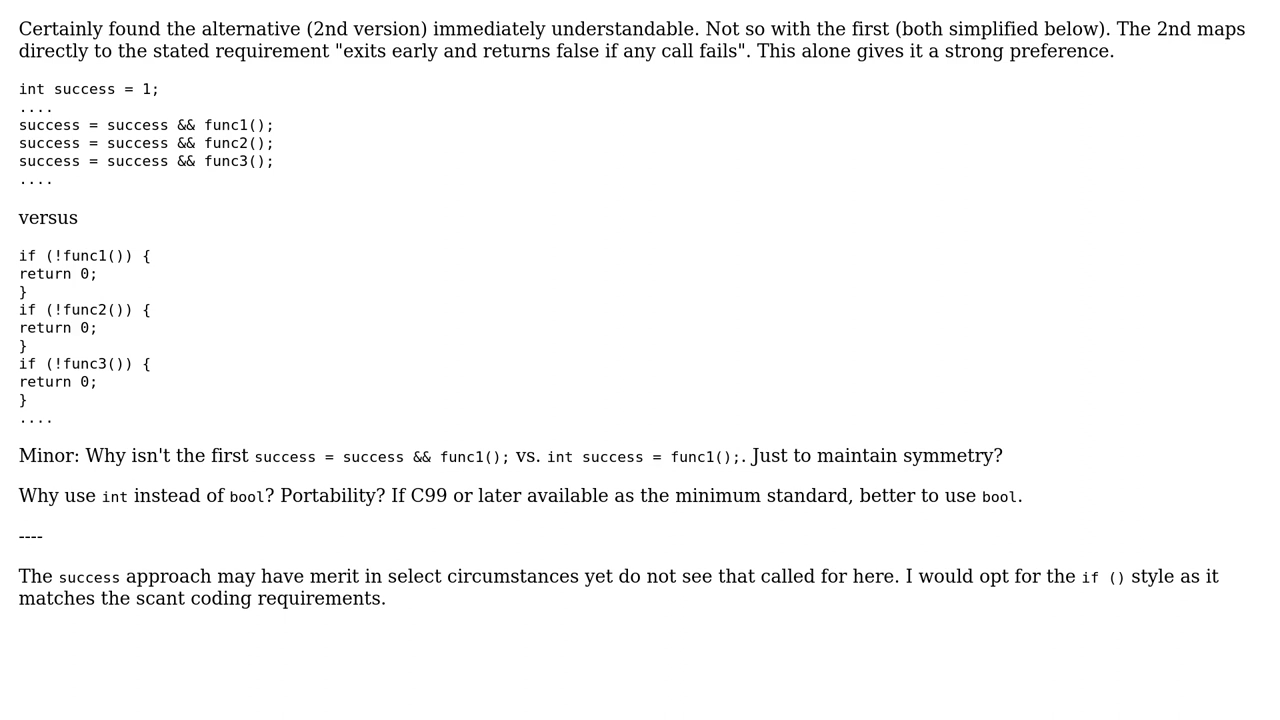 Certainly found the alternative (2nd version) immediately understandable. Not so with the first (both simplified below). The 2nd maps
directly to the stated requirement "exits early and returns false if any call fails". This alone gives it a strong preference.
int success = 1;
....
success = success && func1();
success = success && func2();
success = success && func3();
....
versus
if (!func1()) {
return 0;
}
if (!func2()) {
return 0;
}
if (!func3()) {
return 0;
}
....
Minor: Why isn't the first success = success && func1(); vs. int success = func1();. Just to maintain symmetry?
Why use int instead of bool? Portability? If C99 or later available as the minimum standard, better to use bool.
----
The success approach may have merit in select circumstances yet do not see that called for here. I would opt for the if () style as it
matches the scant coding requirements.